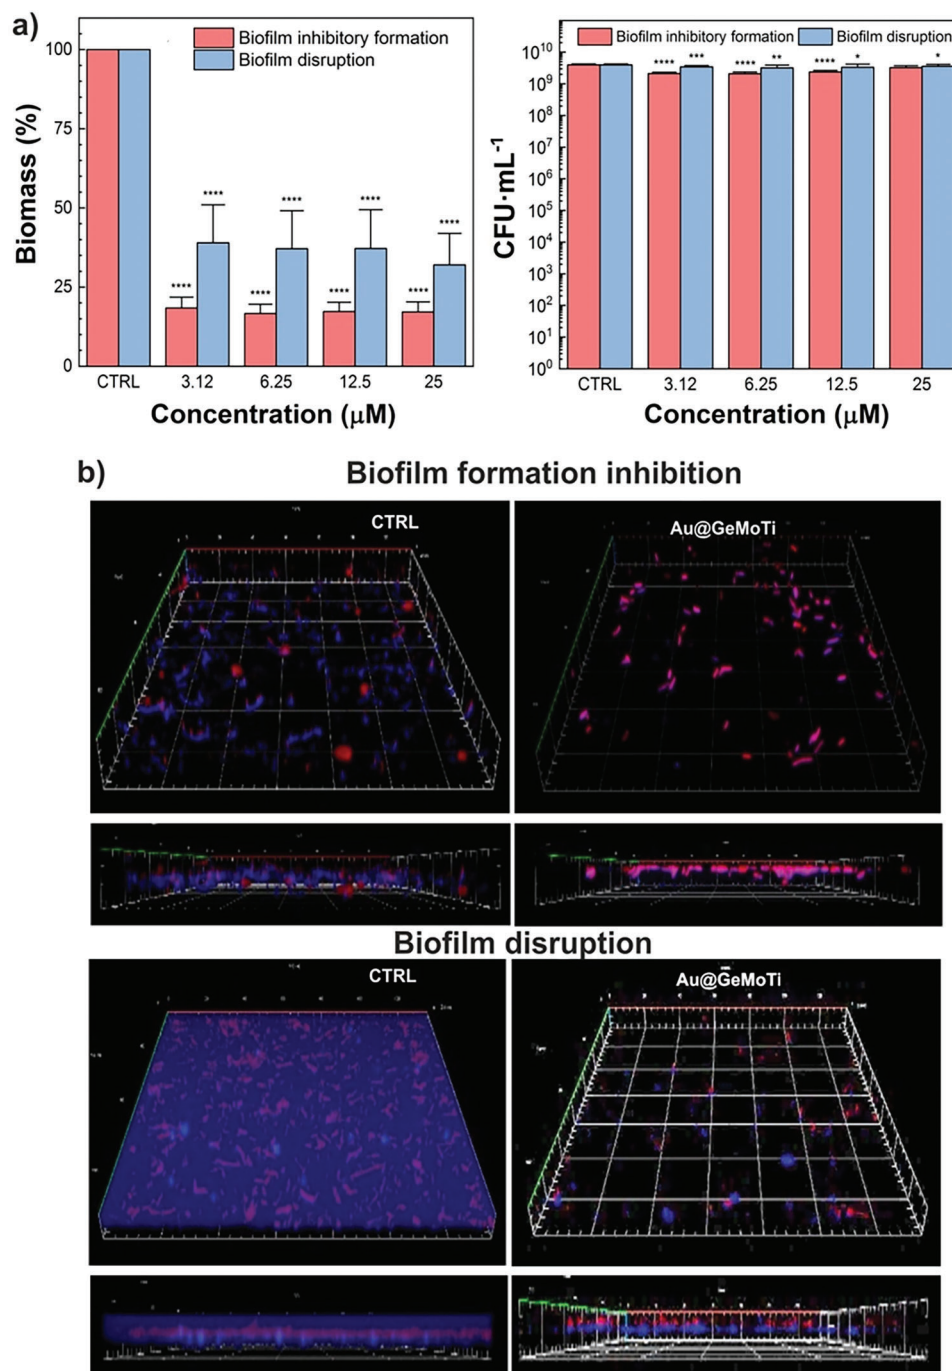 a)
Biofilm inhibitory formation
Biofilm disruption
Biomass (%)
100
75
50
25
0
****
****
****
****
****
****
****
****
CTRL
3.12
6.25
12.5
25
Concentration (μM)
Biofilm inhibitory formation
Biofilm disruption
CFU·mL⁻¹
10¹⁰
10⁹
10⁸
10⁷
10⁶
10⁵
10⁴
10³
10²
10¹
10⁰
****
***
****
**
****
*
*
CTRL
3.12
6.25
12.5
25
Concentration (μM)
b)
Biofilm formation inhibition
CTRL
Au@GeMoTi
Biofilm disruption
CTRL
Au@GeMoTi